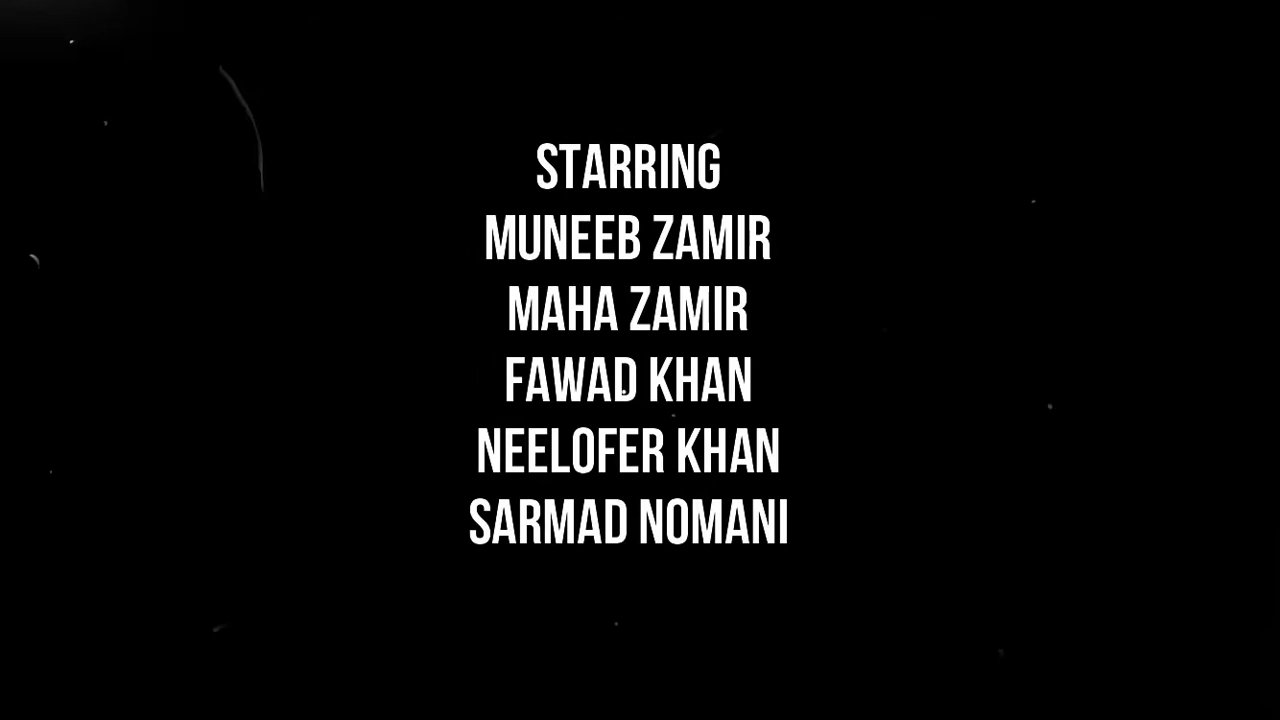 STARRING
MUNEEB ZAMIR
MAHA ZAMIR
FAWAD KHAN
NEELOFER KHAN
SARMAD NOMANI